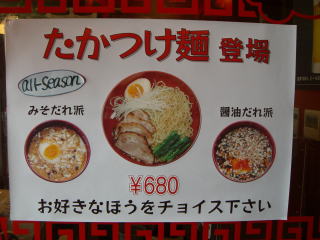 たかつけ麺 登場
all-season
みそだれ派
醤油だれ派
¥680
お好きなほうをチョイス下さい